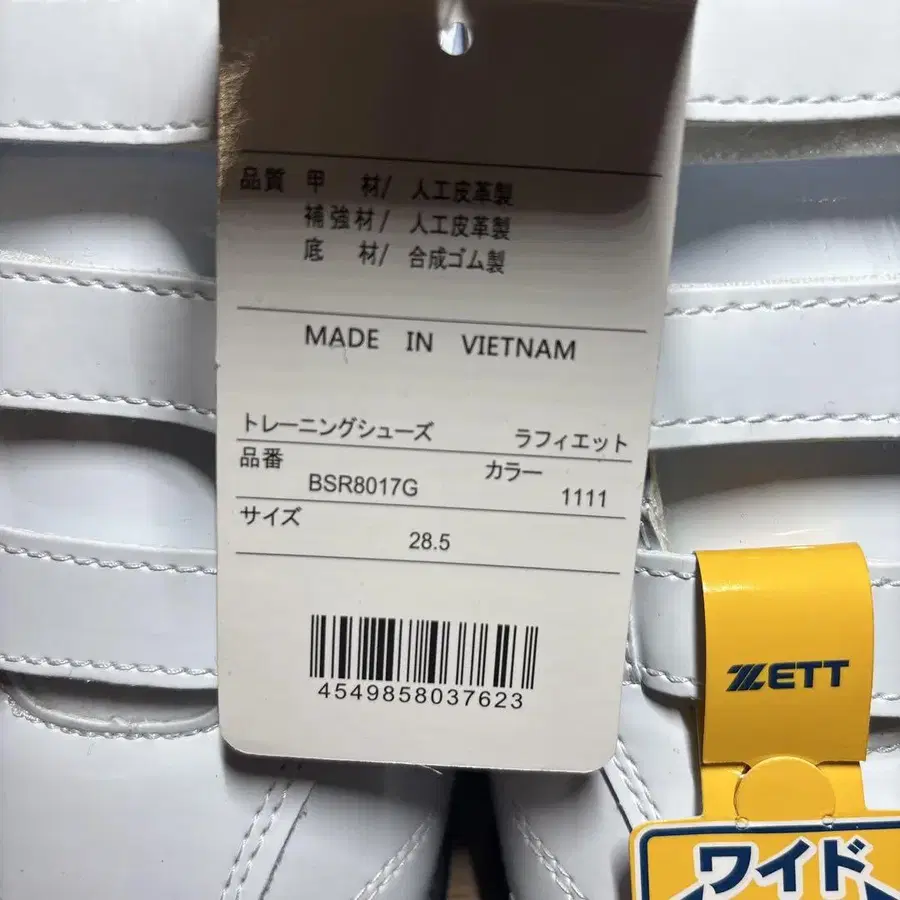 品質 甲 材/ 人工皮革製
補強材/ 人工皮革製
底 材/ 合成ゴム製
MADE IN VIETNAM
トレーニングシューズ ラフィエット
品番 BSR8017G カラー 1111
サイズ 28.5
4549858037623
ZETT
ワイド